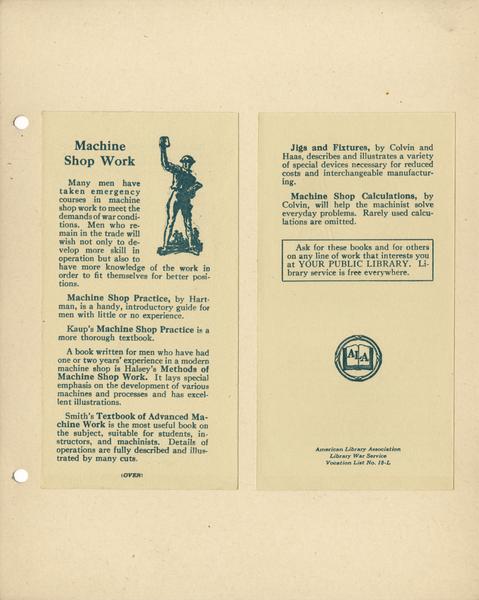 Machine
Shop Work
Many men have
taken emergency
courses in machine
shop work to meet the
demands of war condi-
tions. Men who re-
main in the trade will
wish not only to de-
velop more skill in
operation but also to
have more knowledge of the work in
order to fit themselves for better posi-
tions.
Machine Shop Practice, by Hart-
man, is a handy, introductory guide for
men with little or no experience.
Kaup's Machine Shop Practice is a
more thorough textbook.
A book written for men who have had
one or two years' experience in a modern
machine shop is Halsey's Methods of
Machine Shop Work. It lays special
emphasis on the development of various
machines and processes and has excel-
lent illustrations.
Smith's Textbook of Advanced Ma-
chine Work is the most useful book on
the subject, suitable for students, in-
structors, and machinists. Details of
operations are fully described and illus-
trated by many cuts.
(OVER)
Jigs and Fixtures, by Colvin and
Haas, describes and illustrates a variety
of special devices necessary for reduced
costs and interchangeable manufactur-
ing.
Machine Shop Calculations, by
Colvin, will help the machinist solve
everyday problems. Rarely used calcu-
lations are omitted.
Ask for these books and for others
on any line of work that interests you
at YOUR PUBLIC LIBRARY. Li-
brary service is free everywhere.
ALA
American Library Association
Library War Service
Vocation List No. 18-L